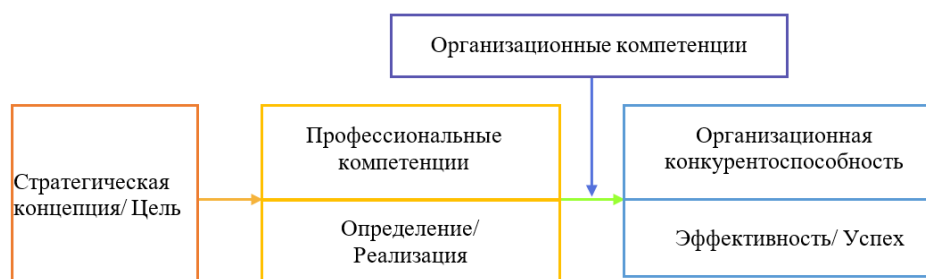 Организационные компетенции
Профессиональные
компетенции
Организационная
конкурентоспособность
Стратегическая
концепция/ Цель
Определение/
Реализация
Эффективность/ Успех